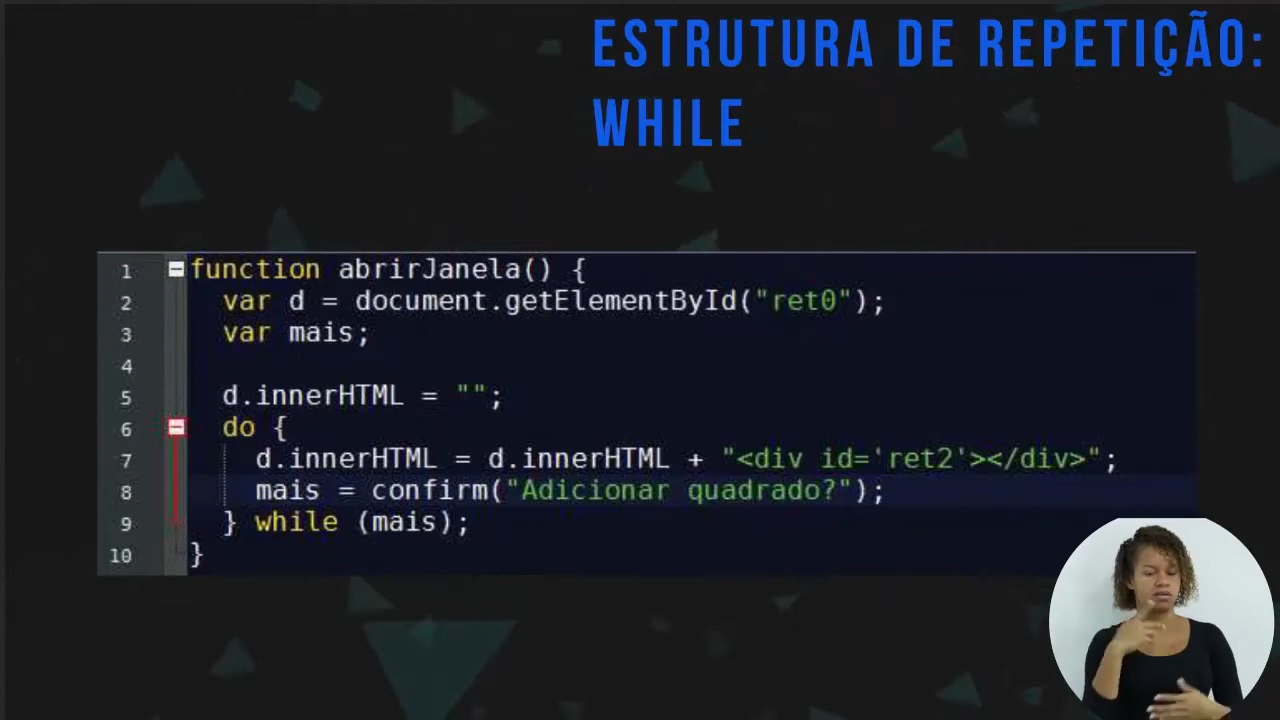 ESTRUTURA DE REPETIÇÃO:
WHILE
1 function abrirJanela() {
2 var d = document.getElementById("ret0");
3 var mais;
4
5 d.innerHTML = "";
6 do {
7 d.innerHTML = d.innerHTML + "<div id='ret2'></div>";
8 mais = confirm("Adicionar quadrado?");
9 } while (mais);
10 }